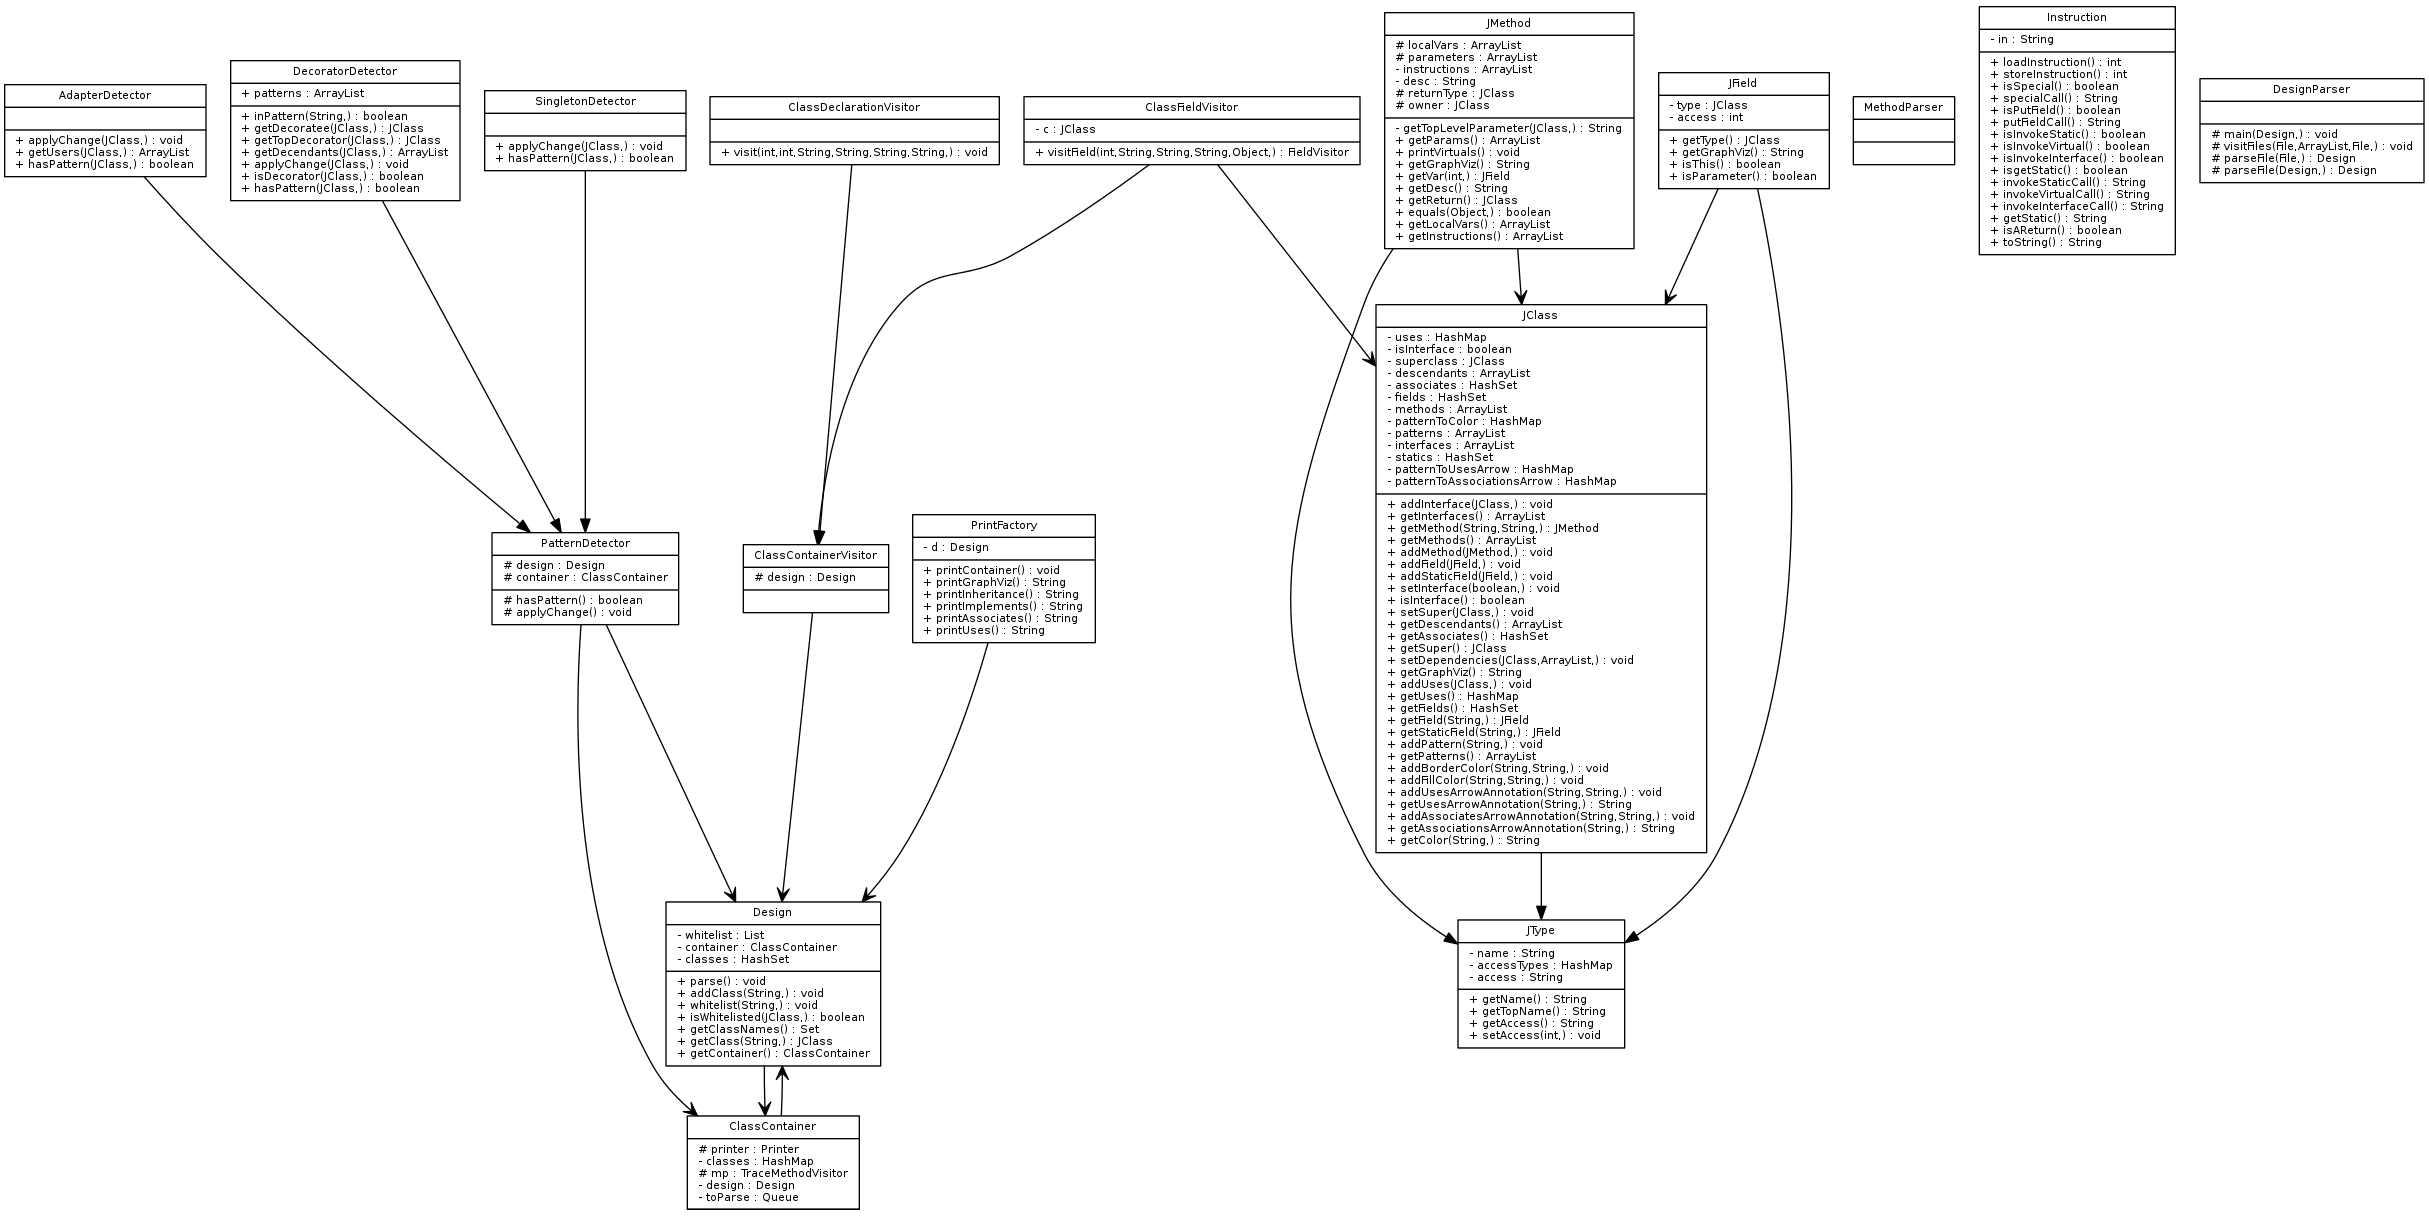 AdapterDetector
+ applyChange(JClass,) : void
+ getUsers(JClass,) : ArrayList
+ hasPattern(JClass,) : boolean
DecoratorDetector
+ patterns : ArrayList
+ inPattern(String,) : boolean
+ getDecoratee(JClass,) : JClass
+ getTopDecorator(JClass,) : JClass
+ getDecendants(JClass,) : ArrayList
+ applyChange(JClass,) : void
+ isDecorator(JClass,) : boolean
+ hasPattern(JClass,) : boolean
SingletonDetector
+ applyChange(JClass,) : void
+ hasPattern(JClass,) : boolean
ClassDeclarationVisitor
+ visit(int,int,String,String,String,String,) : void
ClassFieldVisitor
- c : JClass
+ visitField(int,String,String,String,Object,) : FieldVisitor
JMethod
# localVars : ArrayList
# parameters : ArrayList
- instructions : ArrayList
- desc : String
# returnType : JClass
# owner : JClass
- getTopLevelParameter(JClass,) : String
+ getParams() : ArrayList
+ printVirtuals() : void
+ getGraphViz() : String
+ getVar(int,) : JField
+ getDesc() : String
+ getReturn() : JClass
+ equals(Object,) : boolean
+ getLocalVars() : ArrayList
+ getInstructions() : ArrayList
JField
- type : JClass
- access : int
+ getType() : JClass
+ getGraphViz() : String
+ isThis() : boolean
+ isParameter() : boolean
MethodParser
Instruction
- in : String
+ loadInstruction() : int
+ storeInstruction() : int
+ isSpecial() : boolean
+ specialCall() : String
+ isPutField() : boolean
+ putFieldCall() : String
+ isInvokeStatic() : boolean
+ isInvokeVirtual() : boolean
+ isInvokeInterface() : boolean
+ isgetStatic() : boolean
+ invokeStaticCall() : String
+ invokeVirtualCall() : String
+ invokeInterfaceCall() : String
+ getStatic() : String
+ isAReturn() : boolean
+ toString() : String
DesignParser
# main(Design,) : void
# visitFiles(File,ArrayList,File,) : void
# parseFile(File,) : Design
# parseFile(Design,) : Design
JClass
- uses : HashMap
- isInterface : boolean
- superclass : JClass
- descendants : ArrayList
- associates : HashSet
- fields : HashSet
- methods : ArrayList
- patternToColor : HashMap
- patterns : ArrayList
- interfaces : ArrayList
- statics : HashSet
- patternToUsesArrow : HashMap
- patternToAssociationsArrow : HashMap
+ addInterface(JClass,) : void
+ getInterfaces() : ArrayList
+ getMethod(String,String,) : JMethod
+ getMethods() : ArrayList
+ addMethod(JMethod,) : void
+ addField(JField,) : void
+ addStaticField(JField,) : void
+ setInterface(boolean,) : void
+ isInterface() : boolean
+ setSuper(JClass,) : void
+ getDescendants() : ArrayList
+ getAssociates() : HashSet
+ getSuper() : JClass
+ setDependencies(JClass,ArrayList,) : void
+ getGraphViz() : String
+ addUses(JClass,) : void
+ getUses() : HashMap
+ getFields() : HashSet
+ getField(String,) : JField
+ getStaticField(String,) : JField
+ addPattern(String,) : void
+ getPatterns() : ArrayList
+ addBorderColor(String,String,) : void
+ addFillColor(String,String,) : void
+ addUsesArrowAnnotation(String,String,) : void
+ getUsesArrowAnnotation(String,) : String
+ addAssociatesArrowAnnotation(String,String,) : void
+ getAssociationsArrowAnnotation(String,) : String
+ getColor(String,) : String
PatternDetector
# design : Design
# container : ClassContainer
# hasPattern() : boolean
# applyChange() : void
ClassContainerVisitor
# design : Design
PrintFactory
- d : Design
+ printContainer() : void
+ printGraphViz() : String
+ printInheritance() : String
+ printImplements() : String
+ printAssociates() : String
+ printUses() : String
Design
- whitelist : List
- container : ClassContainer
- classes : HashSet
+ parse() : void
+ addClass(String,) : void
+ whitelist(String,) : void
+ isWhitelisted(JClass,) : boolean
+ getClassNames() : Set
+ getClass(String,) : JClass
+ getContainer() : ClassContainer
JType
- name : String
- accessTypes : HashMap
- access : String
+ getName() : String
+ getTopName() : String
+ getAccess() : String
+ setAccess(int,) : void
ClassContainer
# printer : Printer
- classes : HashMap
# mp : TraceMethodVisitor
- design : Design
- toParse : Queue